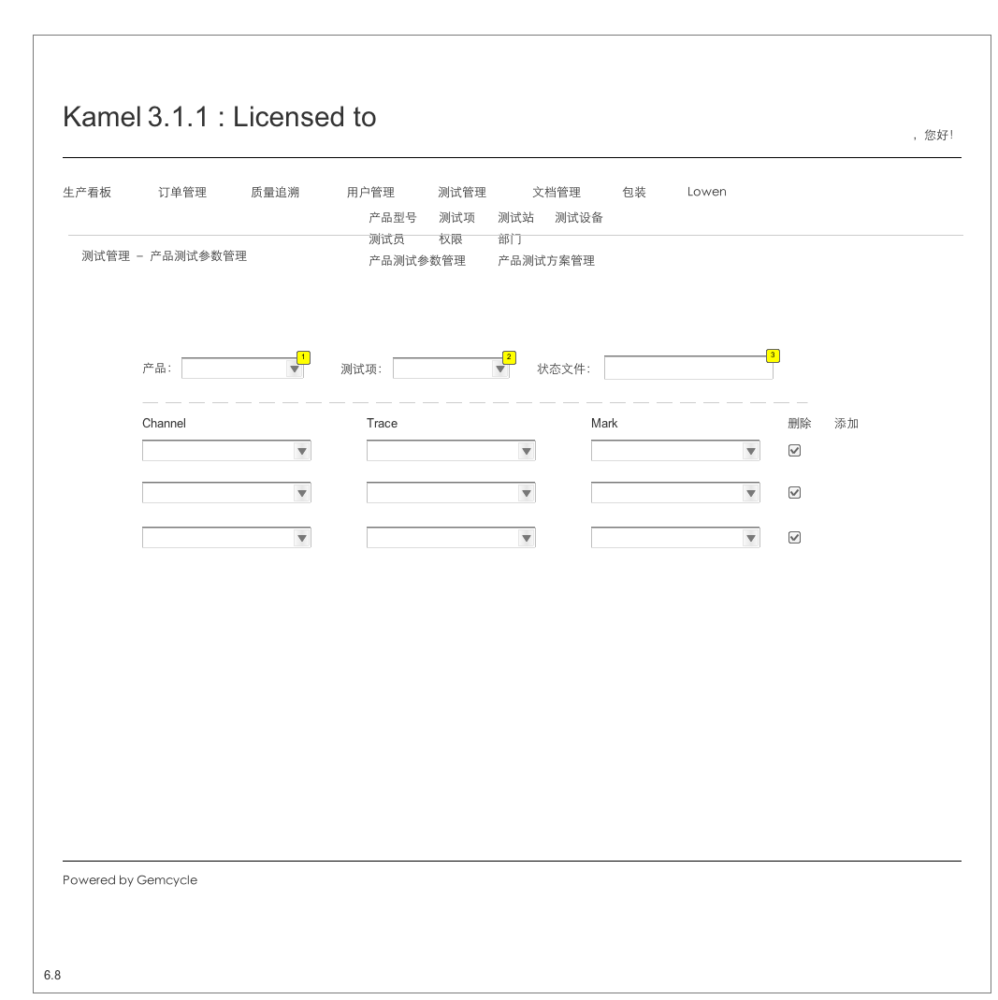 Kamel 3.1.1 : Licensed to
，您好！
生产看板 订单管理 质量追溯 用户管理 测试管理 文档管理 包装 Lowen
产品型号 测试项 测试站 测试设备
测试员 权限 部门
测试管理 – 产品测试参数管理
产品测试参数管理 产品测试方案管理
产品： 1 测试项： 2 状态文件： 3
Channel Trace Mark 删除 添加
Powered by Gemcycle
6.8